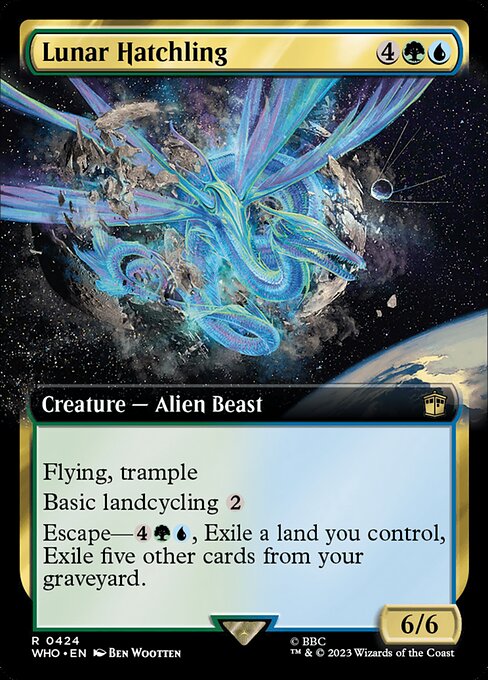 Lunar Hatchling 4
Creature — Alien Beast
Flying, trample
Basic landcycling 2
Escape—4, Exile a land you control,
Exile five other cards from your
graveyard.
6/6
R 0424
WHO • EN Ben Wootten
© BBC
™ & © 2023 Wizards of the Coast